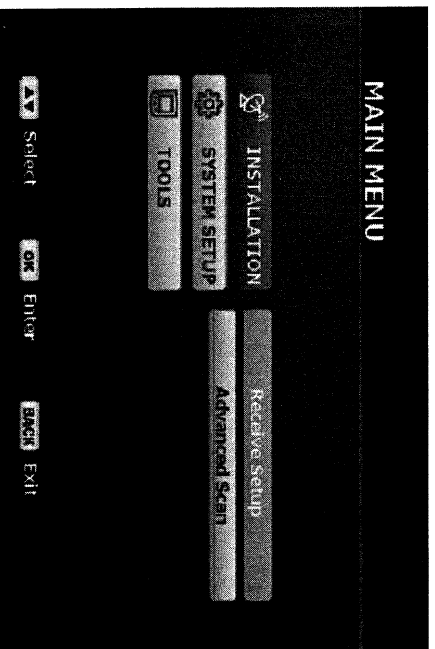 MAIN MENU
INSTALLATION
SYSTEM SETUP
TOOLS
Receive Setup
Advanced Scan
▲▼ Select OK Enter BACK Exit